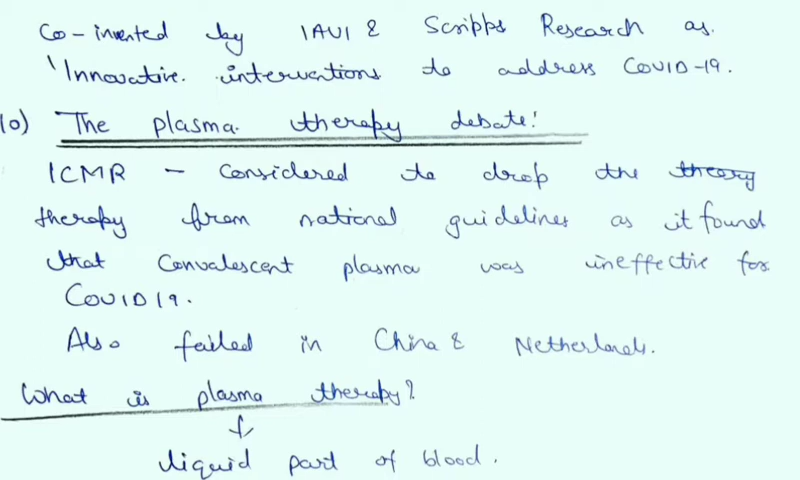 Co-invented by IAVI & Scripps Research as
'Innovative interventions to address COVID-19.
10) The plasma therapy debate!
ICMR - Considered to drop the theory
therapy from national guidelines as it found
that Convalescent plasma was ineffective for
COVID19.
Also failed in China & Netherlands.
What is plasma therapy?
liquid part of blood.